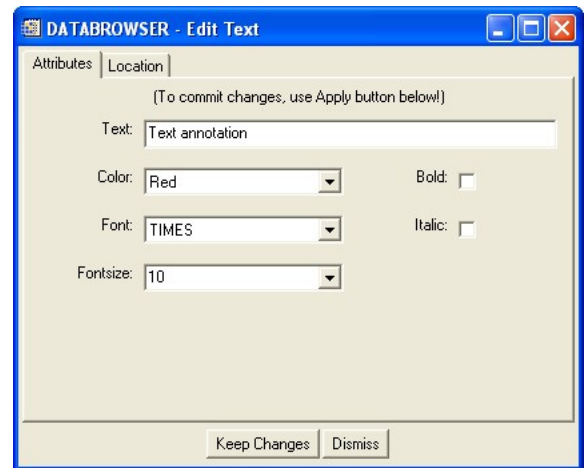 DATABROWSER - Edit Text
Attributes Location
(To commit changes, use Apply button below!)
Text: Text annotation
Color: Red Bold:
Font: TIMES Italic:
Fontsize: 10
Keep Changes Dismiss